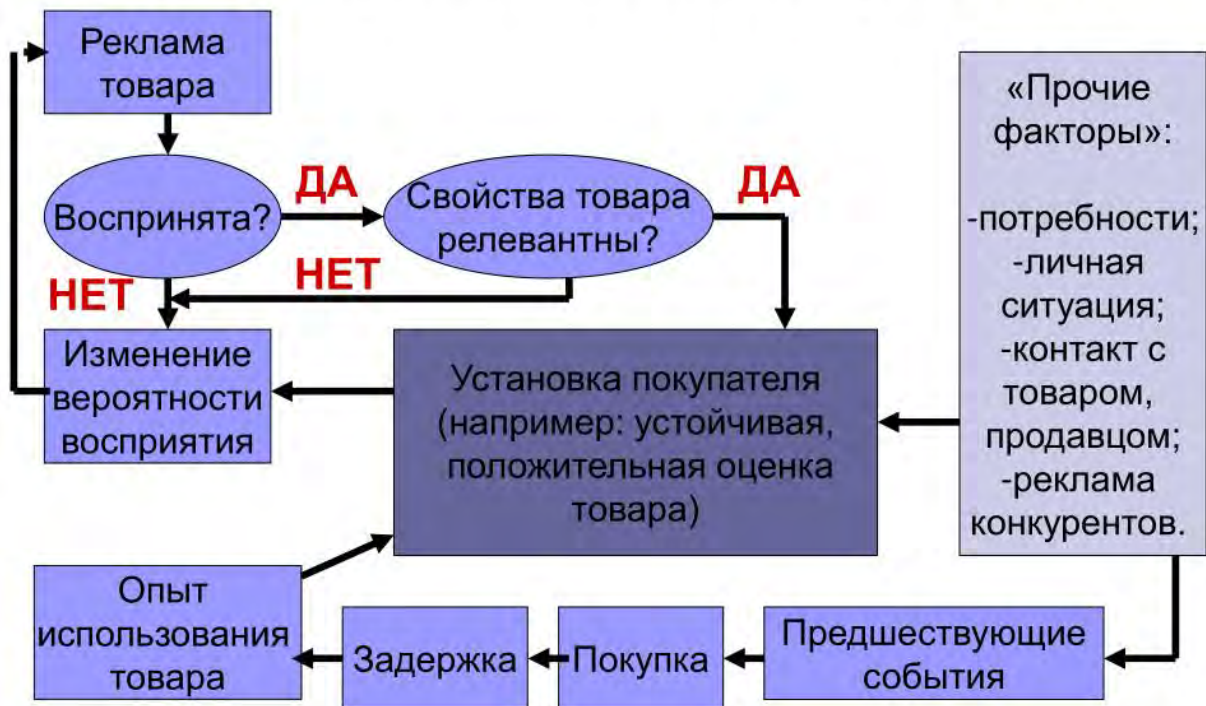 Реклама
товара
Воспринята?
ДА
Свойства товара
релевантны?
ДА
НЕТ
НЕТ
Изменение
вероятности
восприятия
Установка покупателя
(например: устойчивая,
положительная оценка
товара)
«Прочие
факторы»:
-потребности;
-личная
ситуация;
-контакт с
товаром,
продавцом;
-реклама
конкурентов.
Опыт
использования
товара
Задержка
Покупка
Предшествующие
события